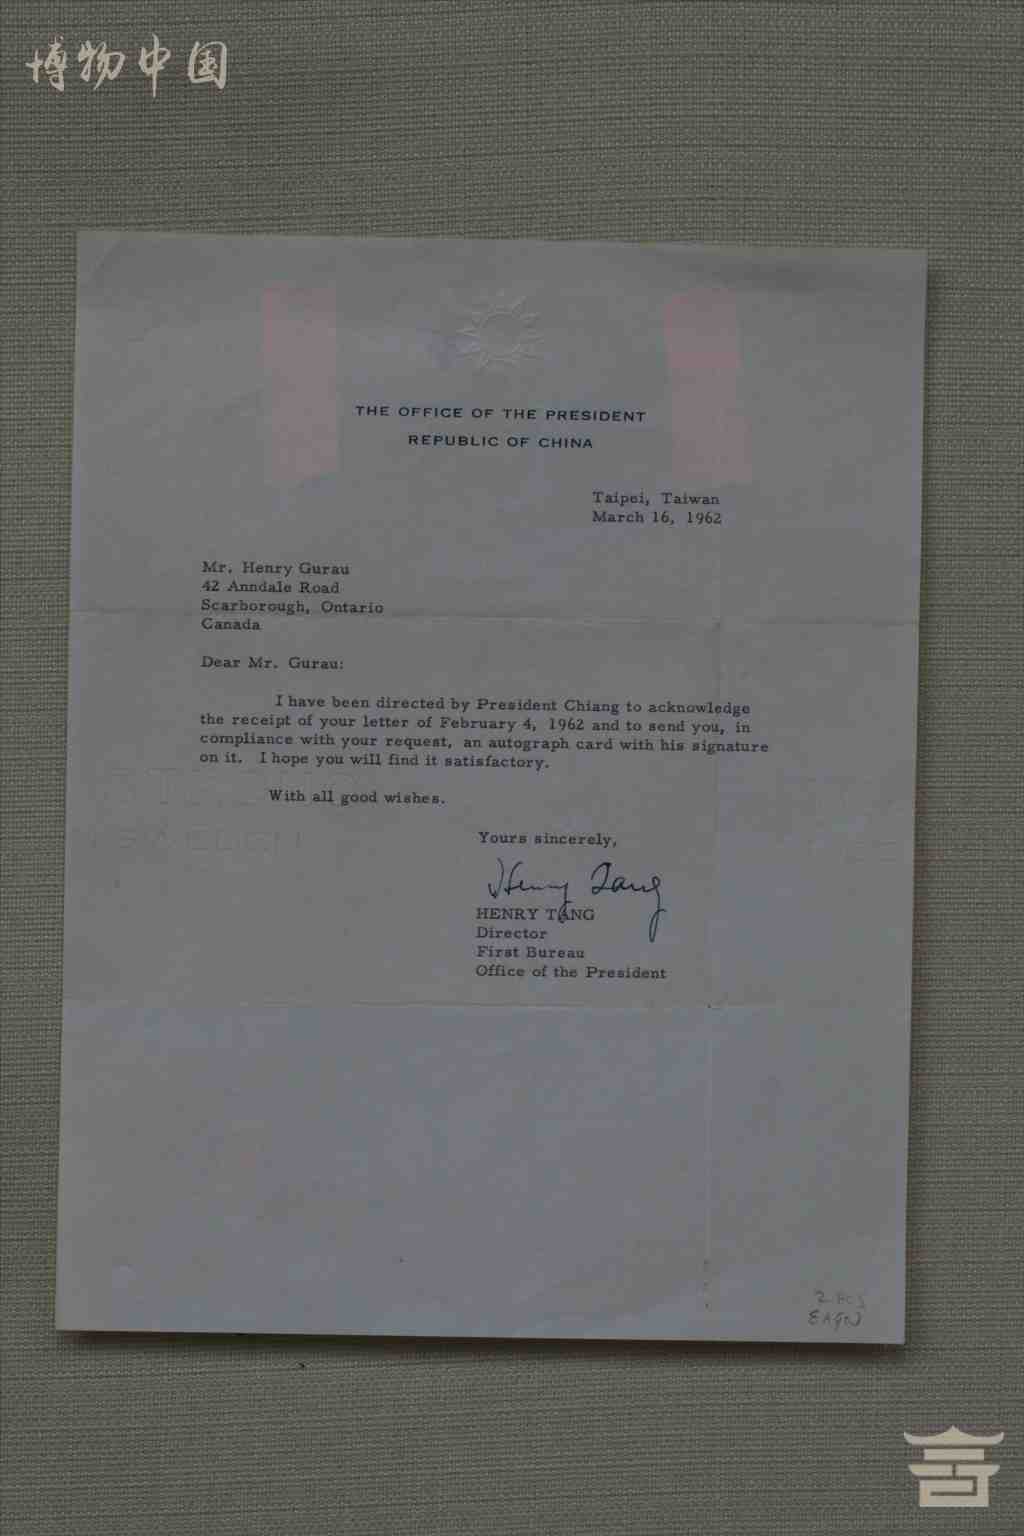 博物中国
THE OFFICE OF THE PRESIDENT
REPUBLIC OF CHINA
Taipei, Taiwan
March 16, 1962
Mr. Henry Gurau
42 Anndale Road
Scarborough, Ontario
Canada
Dear Mr. Gurau:
I have been directed by President Chiang to acknowledge
the receipt of your letter of February 4, 1962 and to send you, in
compliance with your request, an autograph card with his signature
on it. I hope you will find it satisfactory.
With all good wishes.
Yours sincerely,
Henry Tang
HENRY TANG
Director
First Bureau
Office of the President